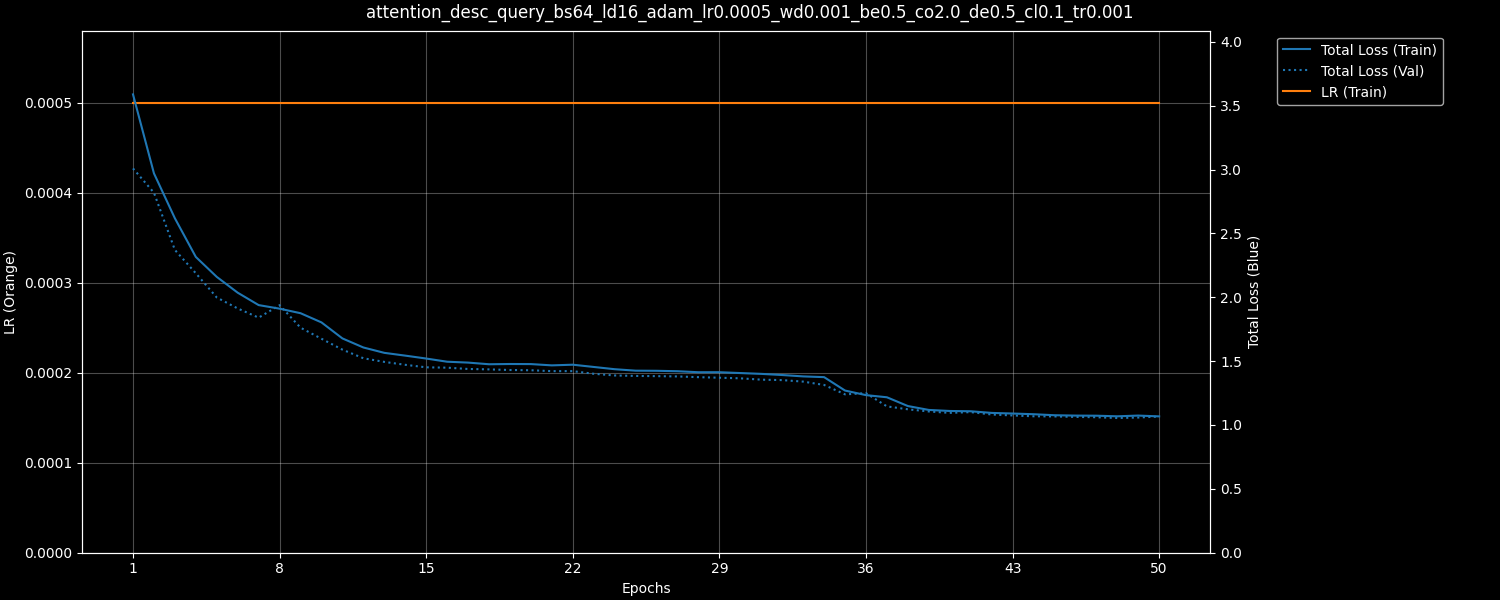 attention_desc_query_bs64_ld16_adam_lr0.0005_wd0.001_be0.5_co2.0_de0.5_cl0.1_tr0.001
Total Loss (Train)
Total Loss (Val)
LR (Train)
LR (Orange)
0.0005
0.0004
0.0003
0.0002
0.0001
0.0000
4.0
3.5
3.0
2.5
2.0
1.5
1.0
0.5
0.0
Total Loss (Blue)
1 8 15 22 29 36 43 50
Epochs